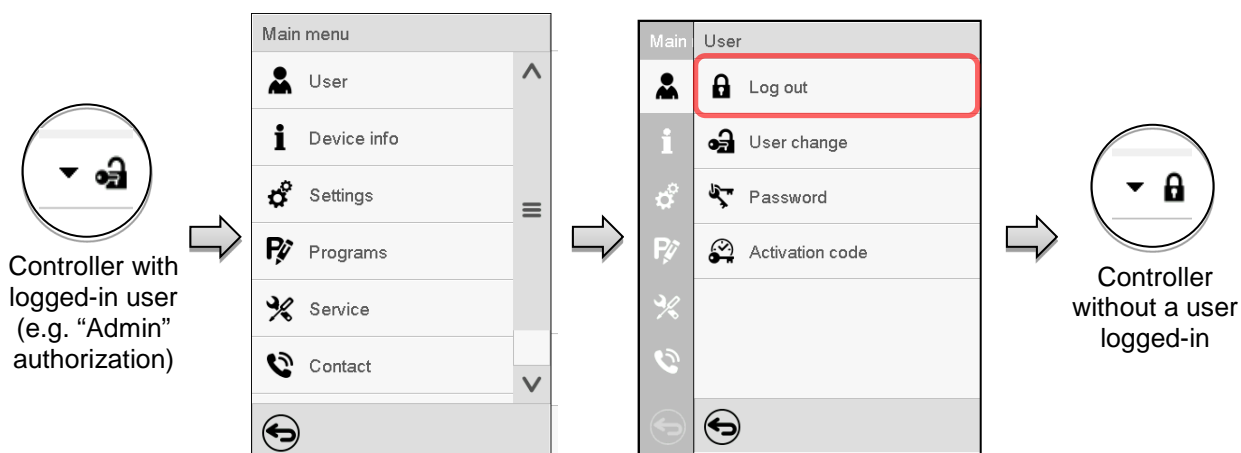 Controller with
logged-in user
(e.g. “Admin”
authorization)
Main menu
User
Device info
Settings
Programs
Service
Contact
Main
User
Log out
User change
Password
Activation code
Controller
without a user
logged-in